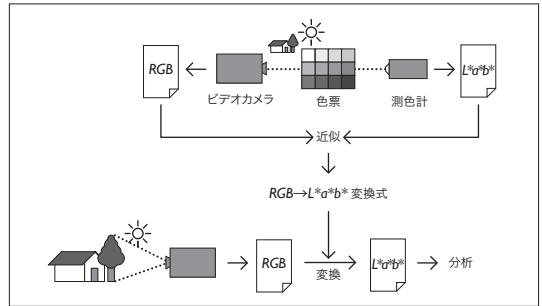 RGB
L*a*b*
ビデオカメラ
色票
測色計
近似
RGB→L*a*b* 変換式
RGB
変換
L*a*b*
分析